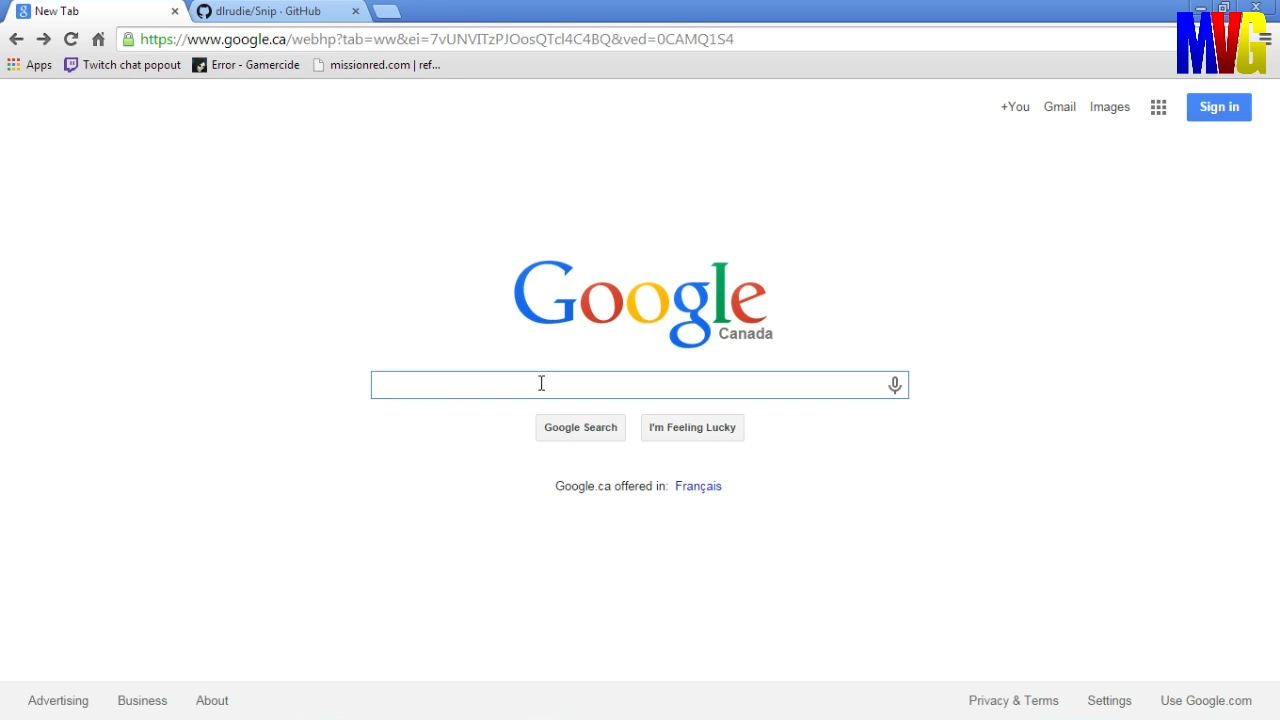 New Tab
dlrudie/Snip - GitHub
https://www.google.ca/webhp?tab=ww&ei=7vUNVITzPJOosQTcl4C4BQ&ved=0CAMQ1S4
Apps
Twitch chat popout
Error - Gamercide
missionred.com | ref...
MVG
+You
Gmail
Images
Sign in
Google
Canada
Google Search
I'm Feeling Lucky
Google.ca offered in: Français
Advertising
Business
About
Privacy & Terms
Settings
Use Google.com